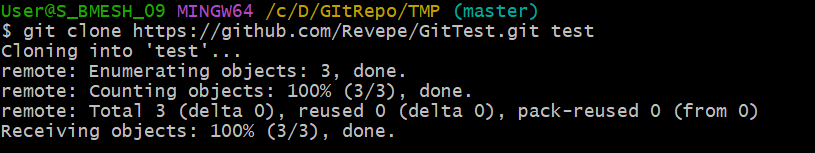 User@S_BMESH_09 MINGW64 /c/D/GItRepo/TMP (master)
$ git clone https://github.com/Revepe/GitTest.git test
Cloning into 'test'...
remote: Enumerating objects: 3, done.
remote: Counting objects: 100% (3/3), done.
remote: Total 3 (delta 0), reused 0 (delta 0), pack-reused 0 (from 0)
Receiving objects: 100% (3/3), done.